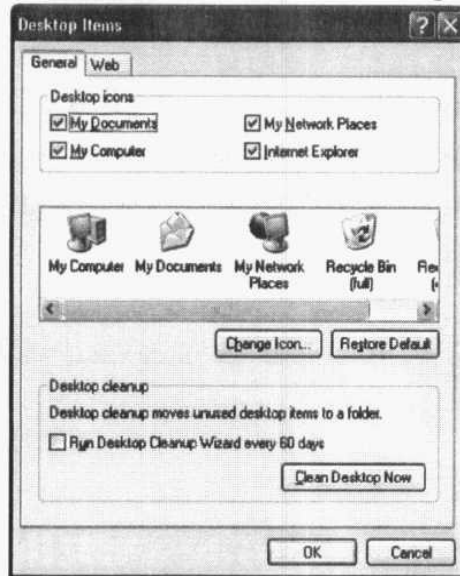 Desktop Items
General Web
Desktop icons
My Documents My Network Places
My Computer Internet Explorer
My Computer My Documents My Network Places Recycle Bin (full)
Change Icon... Restore Default
Desktop cleanup
Desktop cleanup moves unused desktop items to a folder.
Run Desktop Cleanup Wizard every 60 days
Clean Desktop Now
OK Cancel